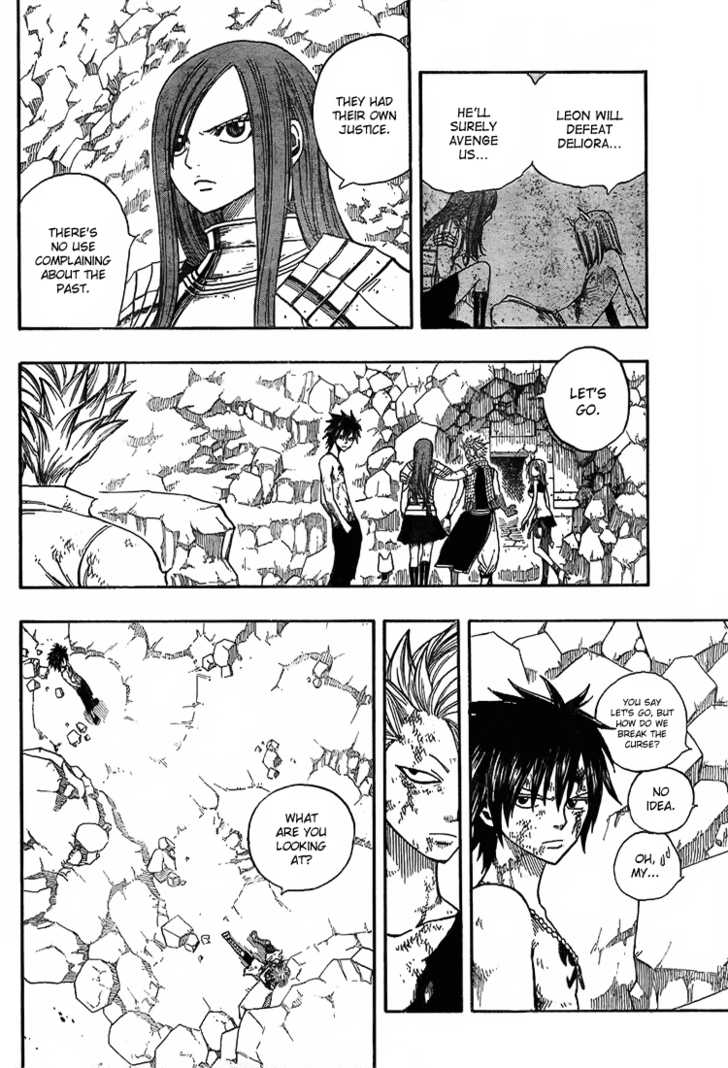 LEON WILL
DEFEAT
DELIORA...
HE'LL
SURELY
AVENGE
US...
THEY HAD
THEIR OWN
JUSTICE.
THERE'S
NO USE
COMPLAINING
ABOUT THE
PAST.
LET'S
GO.
YOU SAY
LET'S GO, BUT
HOW DO WE
BREAK THE
CURSE?
NO
IDEA.
OH,
MY...
WHAT
ARE YOU
LOOKING
AT?